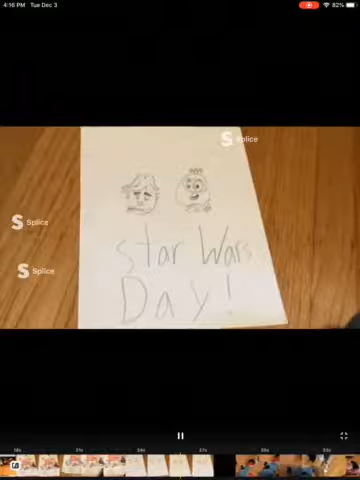 4:16 PM Tue Dec 3
82%
Splice
Splice
Splice
Star Wars
Day!